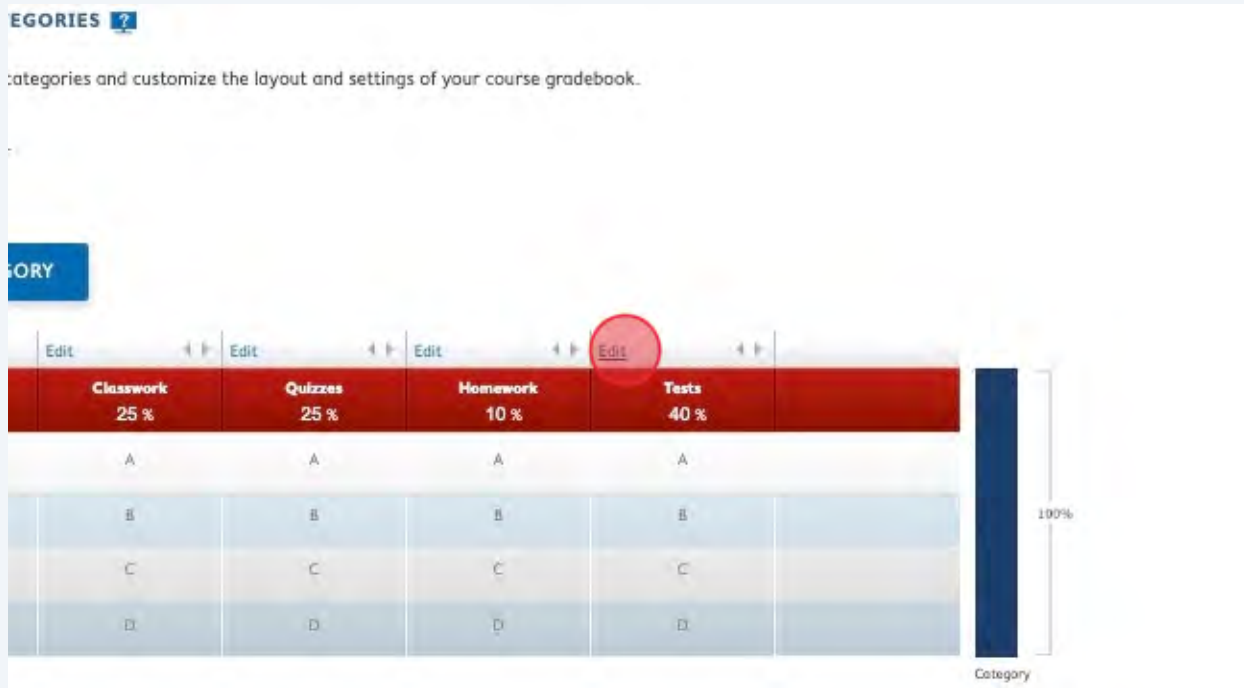 EGORIES ?
categories and customize the layout and settings of your course gradebook.
GORY
Edit Edit Edit Edit
Classwork Quizzes Homework Tests
25 % 25 % 10 % 40 %
A A A A
B B B B
100%
C C C C
D D D D
Category